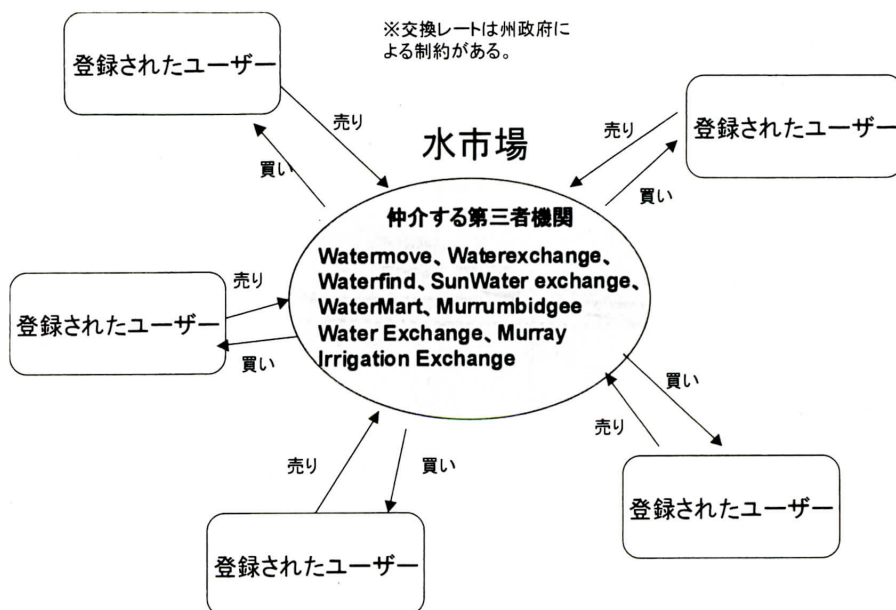 ※交換レートは州政府に
よる制約がある。
登録されたユーザー
売り
買い
水市場
登録されたユーザー
売り
買い
仲介する第三者機関
Watermove、Waterexchange、
Waterfind、SunWater exchange、
WaterMart、Murrumbidgee
Water Exchange、Murray
Irrigation Exchange
登録されたユーザー
売り
買い
登録されたユーザー
買い
売り
登録されたユーザー
売り
買い